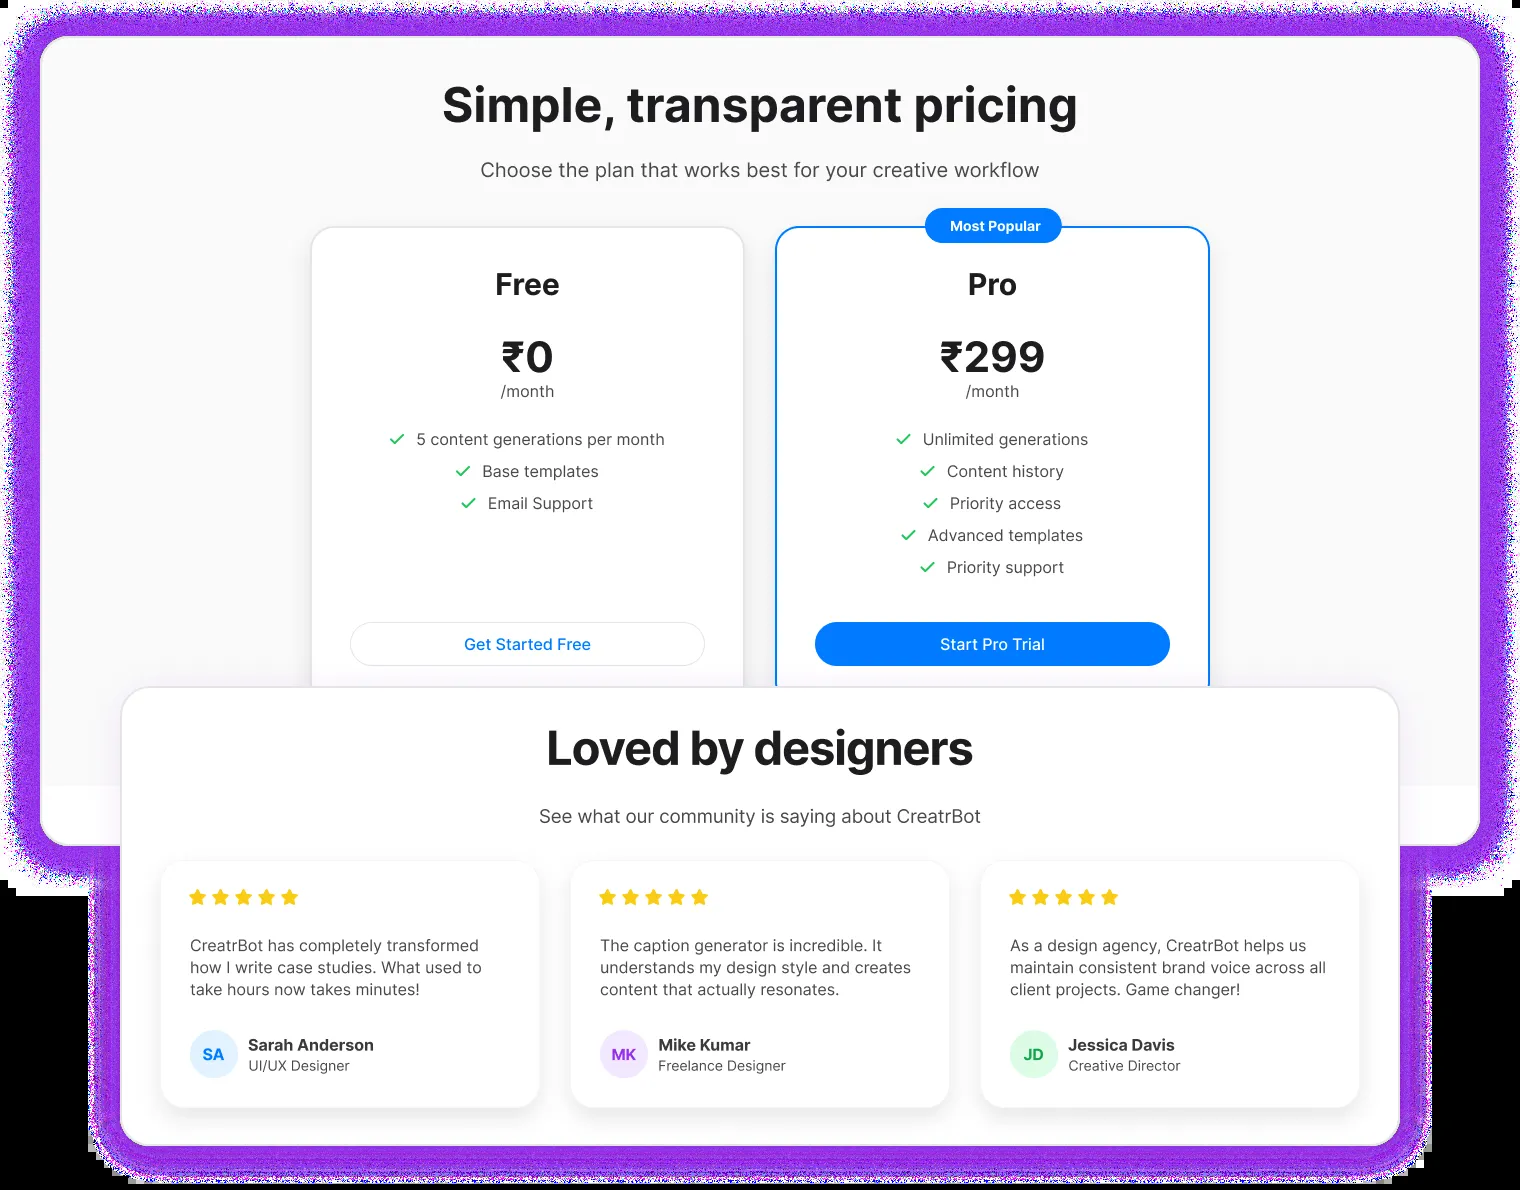 Simple, transparent pricing
Choose the plan that works best for your creative workflow
Free
₹0
/month
5 content generations per month
Base templates
Email Support
Get Started Free
Most Popular
Pro
₹299
/month
Unlimited generations
Content history
Priority access
Advanced templates
Priority support
Start Pro Trial
Loved by designers
See what our community is saying about CreatrBot
CreatrBot has completely transformed
how I write case studies. What used to
take hours now takes minutes!
SA
Sarah Anderson
UI/UX Designer
The caption generator is incredible. It
understands my design style and creates
content that actually resonates.
MK
Mike Kumar
Freelance Designer
As a design agency, CreatrBot helps us
maintain consistent brand voice across all
client projects. Game changer!
JD
Jessica Davis
Creative Director